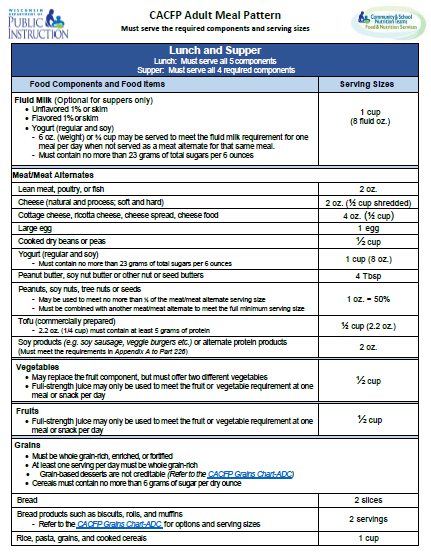 WISCONSIN DEPARTMENT OF
PUBLIC INSTRUCTION
CACFP Adult Meal Pattern
Must serve the required components and serving sizes
Community & School
Nutrition Teams
Food & Nutrition Services
Lunch and Supper
Lunch: Must serve all 5 components
Supper: Must serve all 4 required components
Food Components and Food Items
Serving Sizes
Fluid Milk (Optional for suppers only)
• Unflavored 1% or skim
• Flavored 1% or skim
• Yogurt (regular and soy)
- 6 oz. (weight) or ¾ cup may be served to meet the fluid milk requirement for one
meal per day when not served as a meat alternate for that same meal.
- Must contain no more than 23 grams of total sugars per 6 ounces
1 cup
(8 fluid oz.)
Meat/Meat Alternates
Lean meat, poultry, or fish
2 oz.
Cheese (natural and process; soft and hard)
2 oz. (½ cup shredded)
Cottage cheese, ricotta cheese, cheese spread, cheese food
4 oz. (½ cup)
Large egg
1 egg
Cooked dry beans or peas
½ cup
Yogurt (regular and soy)
- Must contain no more than 23 grams of total sugars per 6 ounces
1 cup (8 oz.)
Peanut butter, soy nut butter or other nut or seed butters
4 Tbsp
Peanuts, soy nuts, tree nuts or seeds
- May be used to meet no more than ½ of the meat/meat alternate serving size
- Must be combined with another meat/meat alternate to meet the full minimum serving size
1 oz. = 50%
Tofu (commercially prepared)
- 2.2 oz. (1/4 cup) must contain at least 5 grams of protein
½ cup (2.2 oz.)
Soy products (e.g. soy sausage, veggie burgers etc.) or alternate protein products
(Must meet the requirements in Appendix A to Part 226)
2 oz.
Vegetables
• May replace the fruit component, but must offer two different vegetables
• Full-strength juice may only be used to meet the fruit or vegetable requirement at one
meal or snack per day
½ cup
Fruits
• Full-strength juice may only be used to meet the fruit or vegetable requirement at one
meal or snack per day
½ cup
Grains
• Must be whole grain-rich, enriched, or fortified
• At least one serving per day must be whole grain-rich
• Grain-based desserts are not creditable (Refer to the CACFP Grains Chart-ADC)
• Cereals must contain no more than 6 grams of sugar per dry ounce
Bread
2 slices
Bread products such as biscuits, rolls, and muffins
- Refer to the CACFP Grains Chart-ADC for options and serving sizes
2 servings
Rice, pasta, grains, and cooked cereals
1 cup